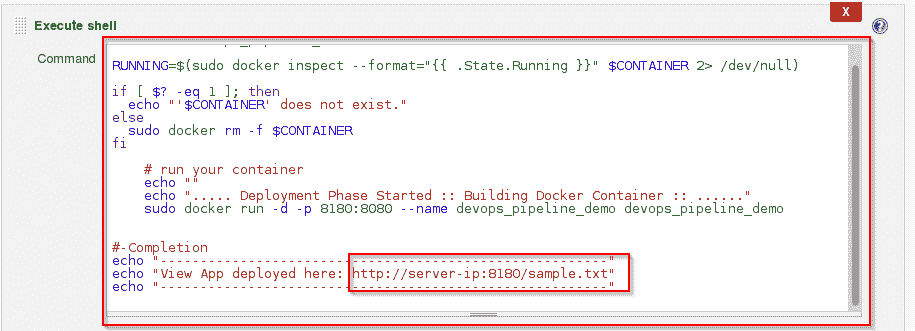 X
Execute shell
Command
RUNNING=$(sudo docker inspect --format="{{ .State.Running }}" $CONTAINER 2> /dev/null)
if [ $? -eq 1 ]; then
echo "'$CONTAINER' does not exist."
else
sudo docker rm -f $CONTAINER
fi
# run your container
echo ""
echo "..... Deployment Phase Started :: Building Docker Container :: ......"
sudo docker run -d -p 8180:8080 --name devops_pipeline_demo devops_pipeline_demo
#-Completion
echo "--------------------------------------------------------"
echo "View App deployed here: http://server-ip:8180/sample.txt"
echo "--------------------------------------------------------"